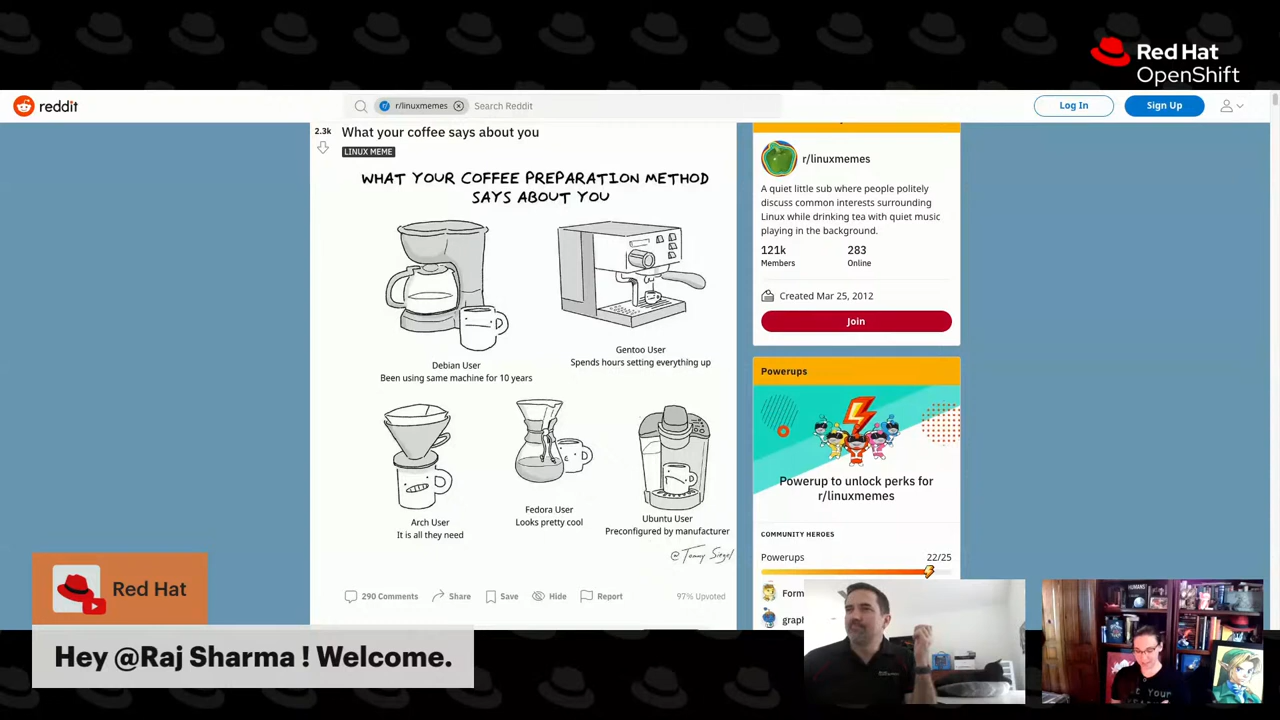 Red Hat
OpenShift
reddit
r/linuxmemes
Search Reddit
Log In
Sign Up
2.3k
What your coffee says about you
LINUX MEME
WHAT YOUR COFFEE PREPARATION METHOD
SAYS ABOUT YOU
Debian User
Been using same machine for 10 years
Gentoo User
Spends hours setting everything up
Arch User
It is all they need
Fedora User
Looks pretty cool
Ubuntu User
Preconfigured by manufacturer
@Tommy Siegel
290 Comments
Share
Save
Hide
Report
97% Upvoted
r/linuxmemes
A quiet little sub where people politely
discuss common interests surrounding
Linux while drinking tea with quiet music
playing in the background.
121k
283
Members
Online
Created Mar 25, 2012
Join
Powerups
Powerup to unlock perks for
r/linuxmemes
COMMUNITY HEROES
Powerups
22/25
Form
grap
Red Hat
Hey @Raj Sharma ! Welcome.
HUMANS